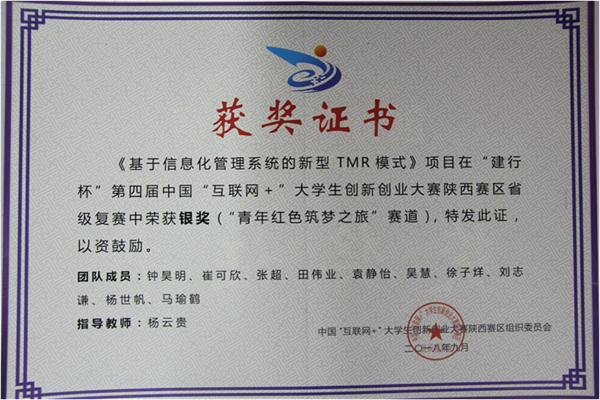 获奖证书
《基于信息化管理系统的新型 TMR 模式》项目在“建行
杯”第四届中国“互联网＋”大学生创新创业大赛陕西赛区省
级复赛中荣获银奖（“青年红色筑梦之旅”赛道），特发此证，
以资鼓励。
团队成员：钟昊明、崔可欣、张超、田伟业、袁静怡、吴慧、徐子烊、刘志
谦、杨世帆、马瑜鹤
指导教师：杨云贵
中国“互联网+”大学生创新创业大赛陕西赛区组织委员会
二〇一八年九月